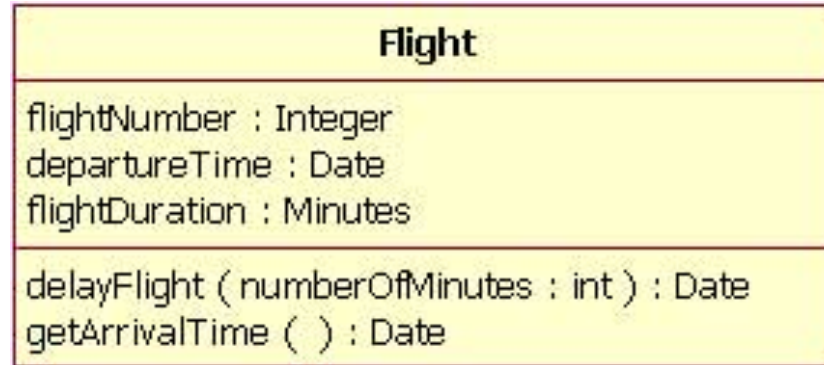 Flight
flightNumber : Integer
departureTime : Date
flightDuration : Minutes
delayFlight ( numberOfMinutes : int ) : Date
getArrivalTime ( ) : Date